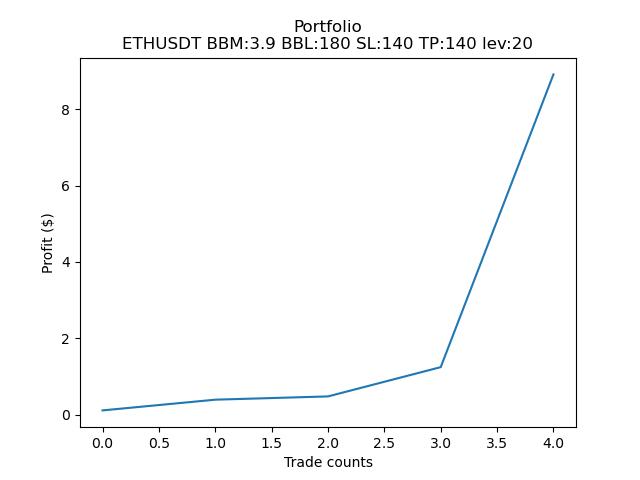 Portfolio
ETHUSDT BBM:3.9 BBL:180 SL:140 TP:140 lev:20
Profit ($)
8
6
4
2
0
0.0 0.5 1.0 1.5 2.0 2.5 3.0 3.5 4.0
Trade counts